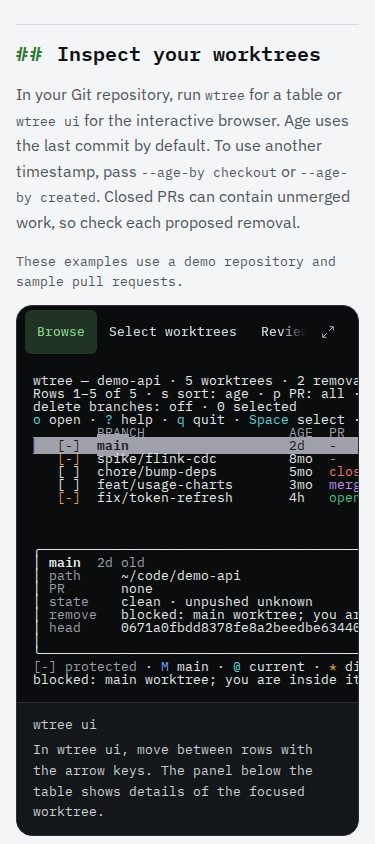 ## Inspect your worktrees
In your Git repository, run wtree for a table or
wtree ui for the interactive browser. Age uses
the last commit by default. To use another
timestamp, pass --age-by checkout or --age-
by created. Closed PRs can contain unmerged
work, so check each proposed removal.
These examples use a demo repository and
sample pull requests.
Browse Select worktrees Review
wtree — demo-api · 5 worktrees · 2 remova
Rows 1–5 of 5 · s sort: age · p PR: all ·
delete branches: off · 0 selected
o open · ? help · q quit · Space select ·
BRANCH AGE PR
[-] main 2d -
[-] spike/flink-cdc 8mo -
[ ] chore/bump-deps 5mo clos
[ ] feat/usage-charts 3mo merg
[-] fix/token-refresh 4h open
main 2d old
path ~/code/demo-api
PR none
state clean · unpushed unknown
remove blocked: main worktree; you ar
head 0671a0fbdd8378fe8a2beedbe63440
[-] protected · M main · @ current · * di
blocked: main worktree; you are inside it
wtree ui
In wtree ui, move between rows with
the arrow keys. The panel below the
table shows details of the focused
worktree.